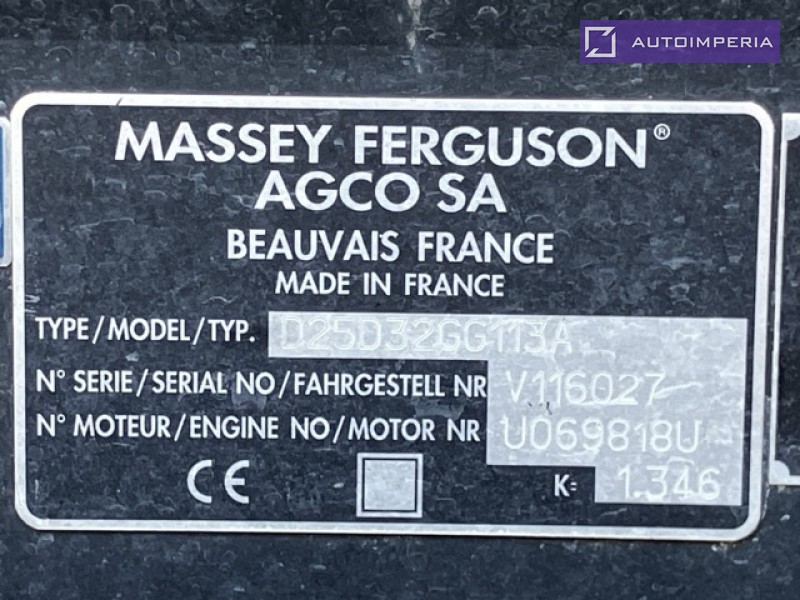 AUTOIMPERIA
MASSEY FERGUSON®
AGCO SA
BEAUVAIS FRANCE
MADE IN FRANCE
TYPE/MODEL/TYP. D25D32GG113A
N° SERIE/SERIAL NO/FAHRGESTELL NR V116027
N° MOTEUR/ENGINE NO/MOTOR NR U069818U
CE K= 1.346